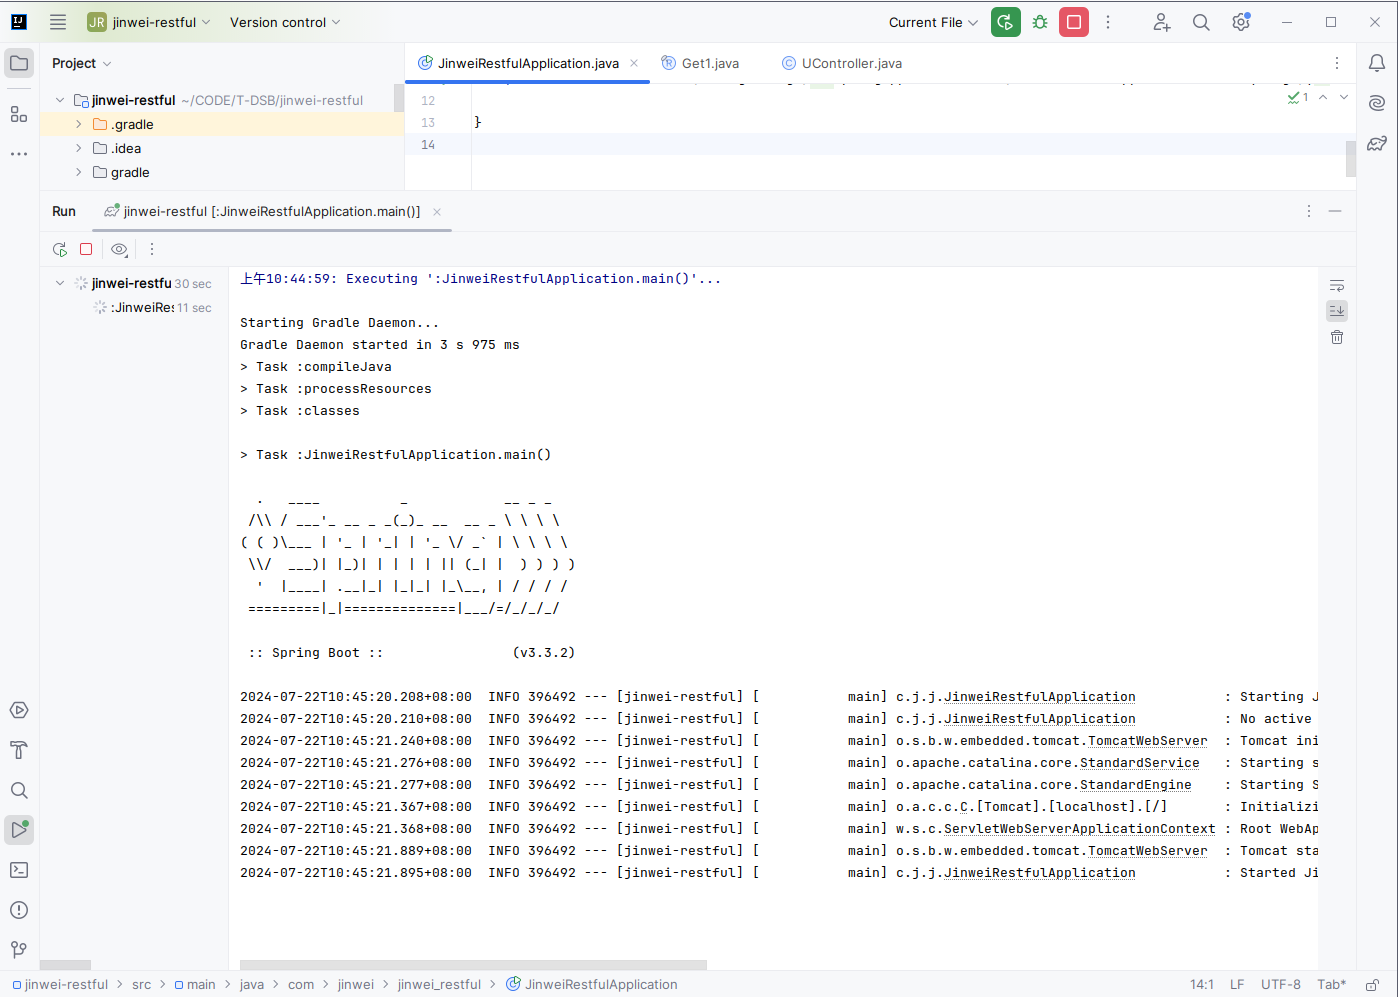 JR jinwei-restful Version control Current File
Project
JinweiRestfulApplication.java Get1.java UController.java
jinwei-restful ~/CODE/T-DSB/jinwei-restful
.gradle
.idea
gradle
12
13 }
14
1
Run jinwei-restful [:JinweiRestfulApplication.main()]
jinwei-restfu 30 sec
:JinweiRes 11 sec
上午10:44:59: Executing ':JinweiRestfulApplication.main()'...
Starting Gradle Daemon...
Gradle Daemon started in 3 s 975 ms
> Task :compileJava
> Task :processResources
> Task :classes
> Task :JinweiRestfulApplication.main()
  .   ____          _            __ _ _
 /\\ / ___'_ __ _ _(_)_ __  __ _ \ \ \ \
( ( )\___ | '_ | '_| | '_ \/ _` | \ \ \ \
 \\/  ___)| |_)| | | | | || (_| |  ) ) ) )
  '  |____| .__|_| |_|_| |_\__, | / / / /
 =========|_|==============|___/=/_/_/_/
 :: Spring Boot ::                (v3.3.2)
2024-07-22T10:45:20.208+08:00  INFO 396492 --- [jinwei-restful] [           main] c.j.j.JinweiRestfulApplication           : Starting J
2024-07-22T10:45:20.210+08:00  INFO 396492 --- [jinwei-restful] [           main] c.j.j.JinweiRestfulApplication           : No active
2024-07-22T10:45:21.240+08:00  INFO 396492 --- [jinwei-restful] [           main] o.s.b.w.embedded.tomcat.TomcatWebServer  : Tomcat ini
2024-07-22T10:45:21.276+08:00  INFO 396492 --- [jinwei-restful] [           main] o.apache.catalina.core.StandardService   : Starting s
2024-07-22T10:45:21.277+08:00  INFO 396492 --- [jinwei-restful] [           main] o.apache.catalina.core.StandardEngine    : Starting S
2024-07-22T10:45:21.367+08:00  INFO 396492 --- [jinwei-restful] [           main] o.a.c.c.C.[Tomcat].[localhost].[/]       : Initializi
2024-07-22T10:45:21.368+08:00  INFO 396492 --- [jinwei-restful] [           main] w.s.c.ServletWebServerApplicationContext : Root WebAp
2024-07-22T10:45:21.889+08:00  INFO 396492 --- [jinwei-restful] [           main] o.s.b.w.embedded.tomcat.TomcatWebServer  : Tomcat sta
2024-07-22T10:45:21.895+08:00  INFO 396492 --- [jinwei-restful] [           main] c.j.j.JinweiRestfulApplication           : Started Ji
jinwei-restful > src > main > java > com > jinwei > jinwei_restful > JinweiRestfulApplication 14:1 LF UTF-8 Tab*